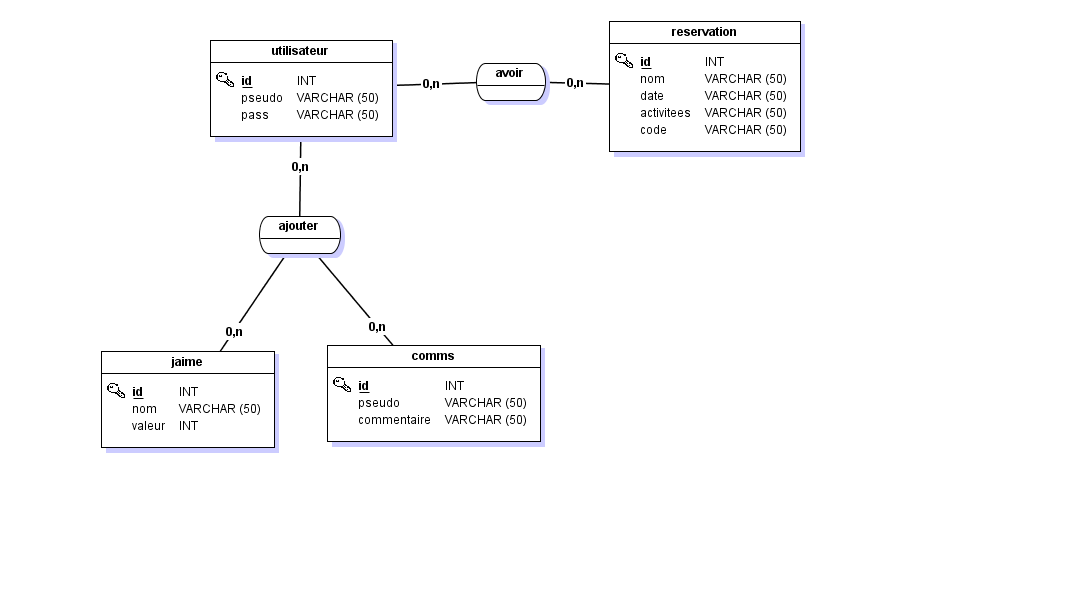 utilisateur
id INT
pseudo VARCHAR (50)
pass VARCHAR (50)
0,n
avoir
0,n
reservation
id INT
nom VARCHAR (50)
date VARCHAR (50)
activitees VARCHAR (50)
code VARCHAR (50)
0,n
ajouter
0,n
0,n
jaime
id INT
nom VARCHAR (50)
valeur INT
comms
id INT
pseudo VARCHAR (50)
commentaire VARCHAR (50)